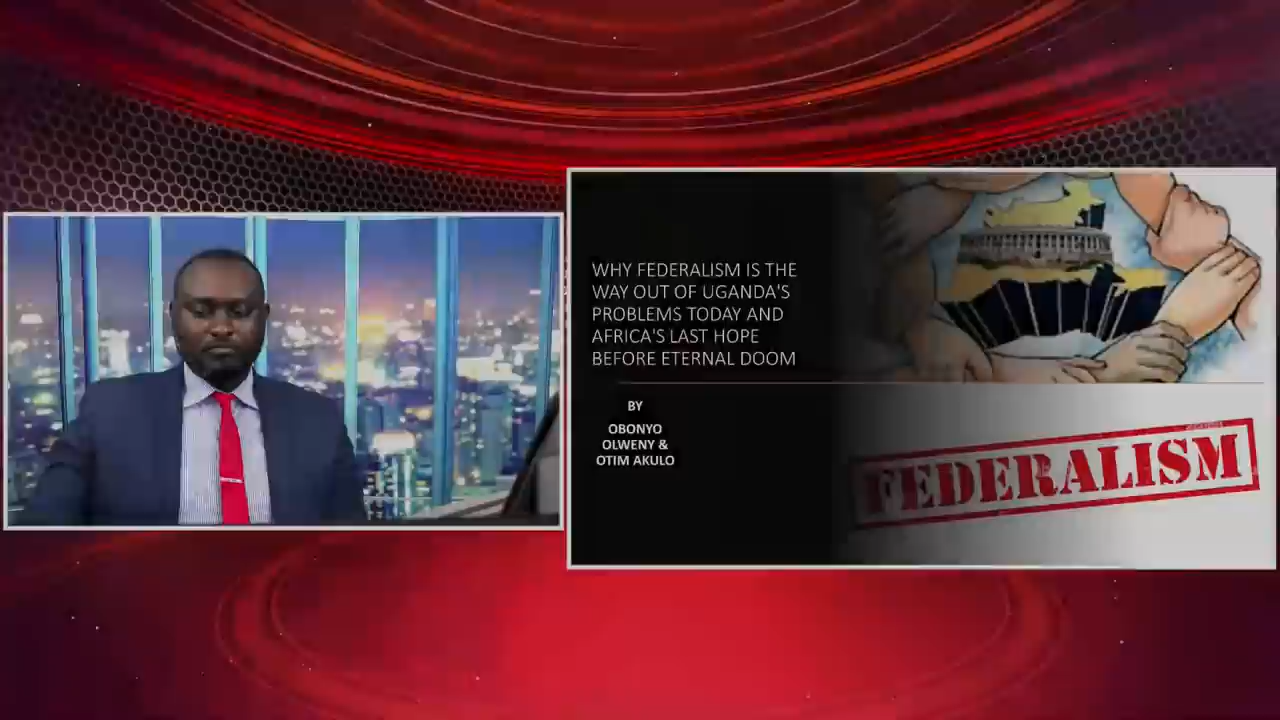 WHY FEDERALISM IS THE
WAY OUT OF UGANDA'S
PROBLEMS TODAY AND
AFRICA'S LAST HOPE
BEFORE ETERNAL DOOM
BY
OBONYO
OLWENY &
OTIM AKULO
FEDERALISM